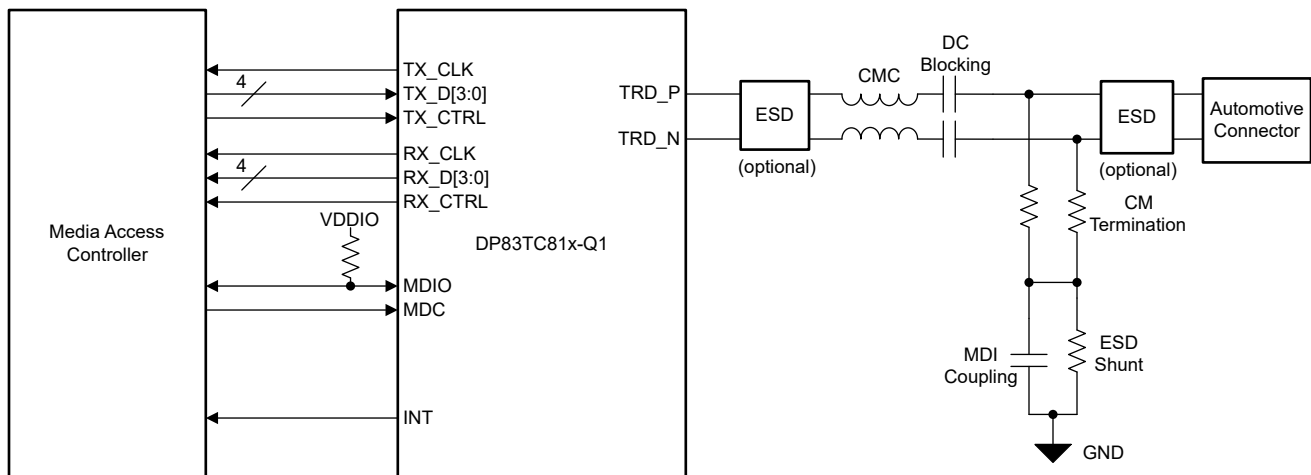 Media Access
Controller
4
4
VDDIO
TX_CLK
TX_D[3:0]
TX_CTRL
RX_CLK
RX_D[3:0]
RX_CTRL
MDIO
MDC
INT
DP83TC81x-Q1
TRD_P
TRD_N
ESD
(optional)
CMC
DC
Blocking
CM
Termination
MDI
Coupling
ESD
Shunt
GND
ESD
(optional)
Automotive
Connector